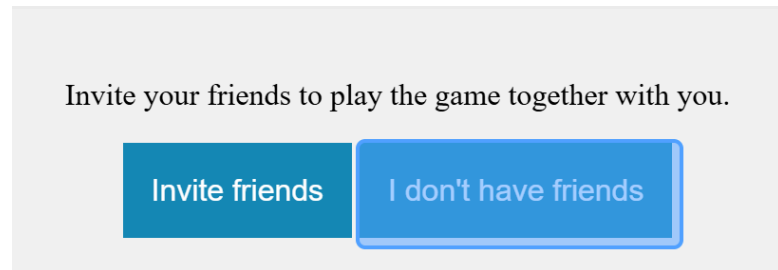 Invite your friends to play the game together with you.
Invite friends
I don't have friends